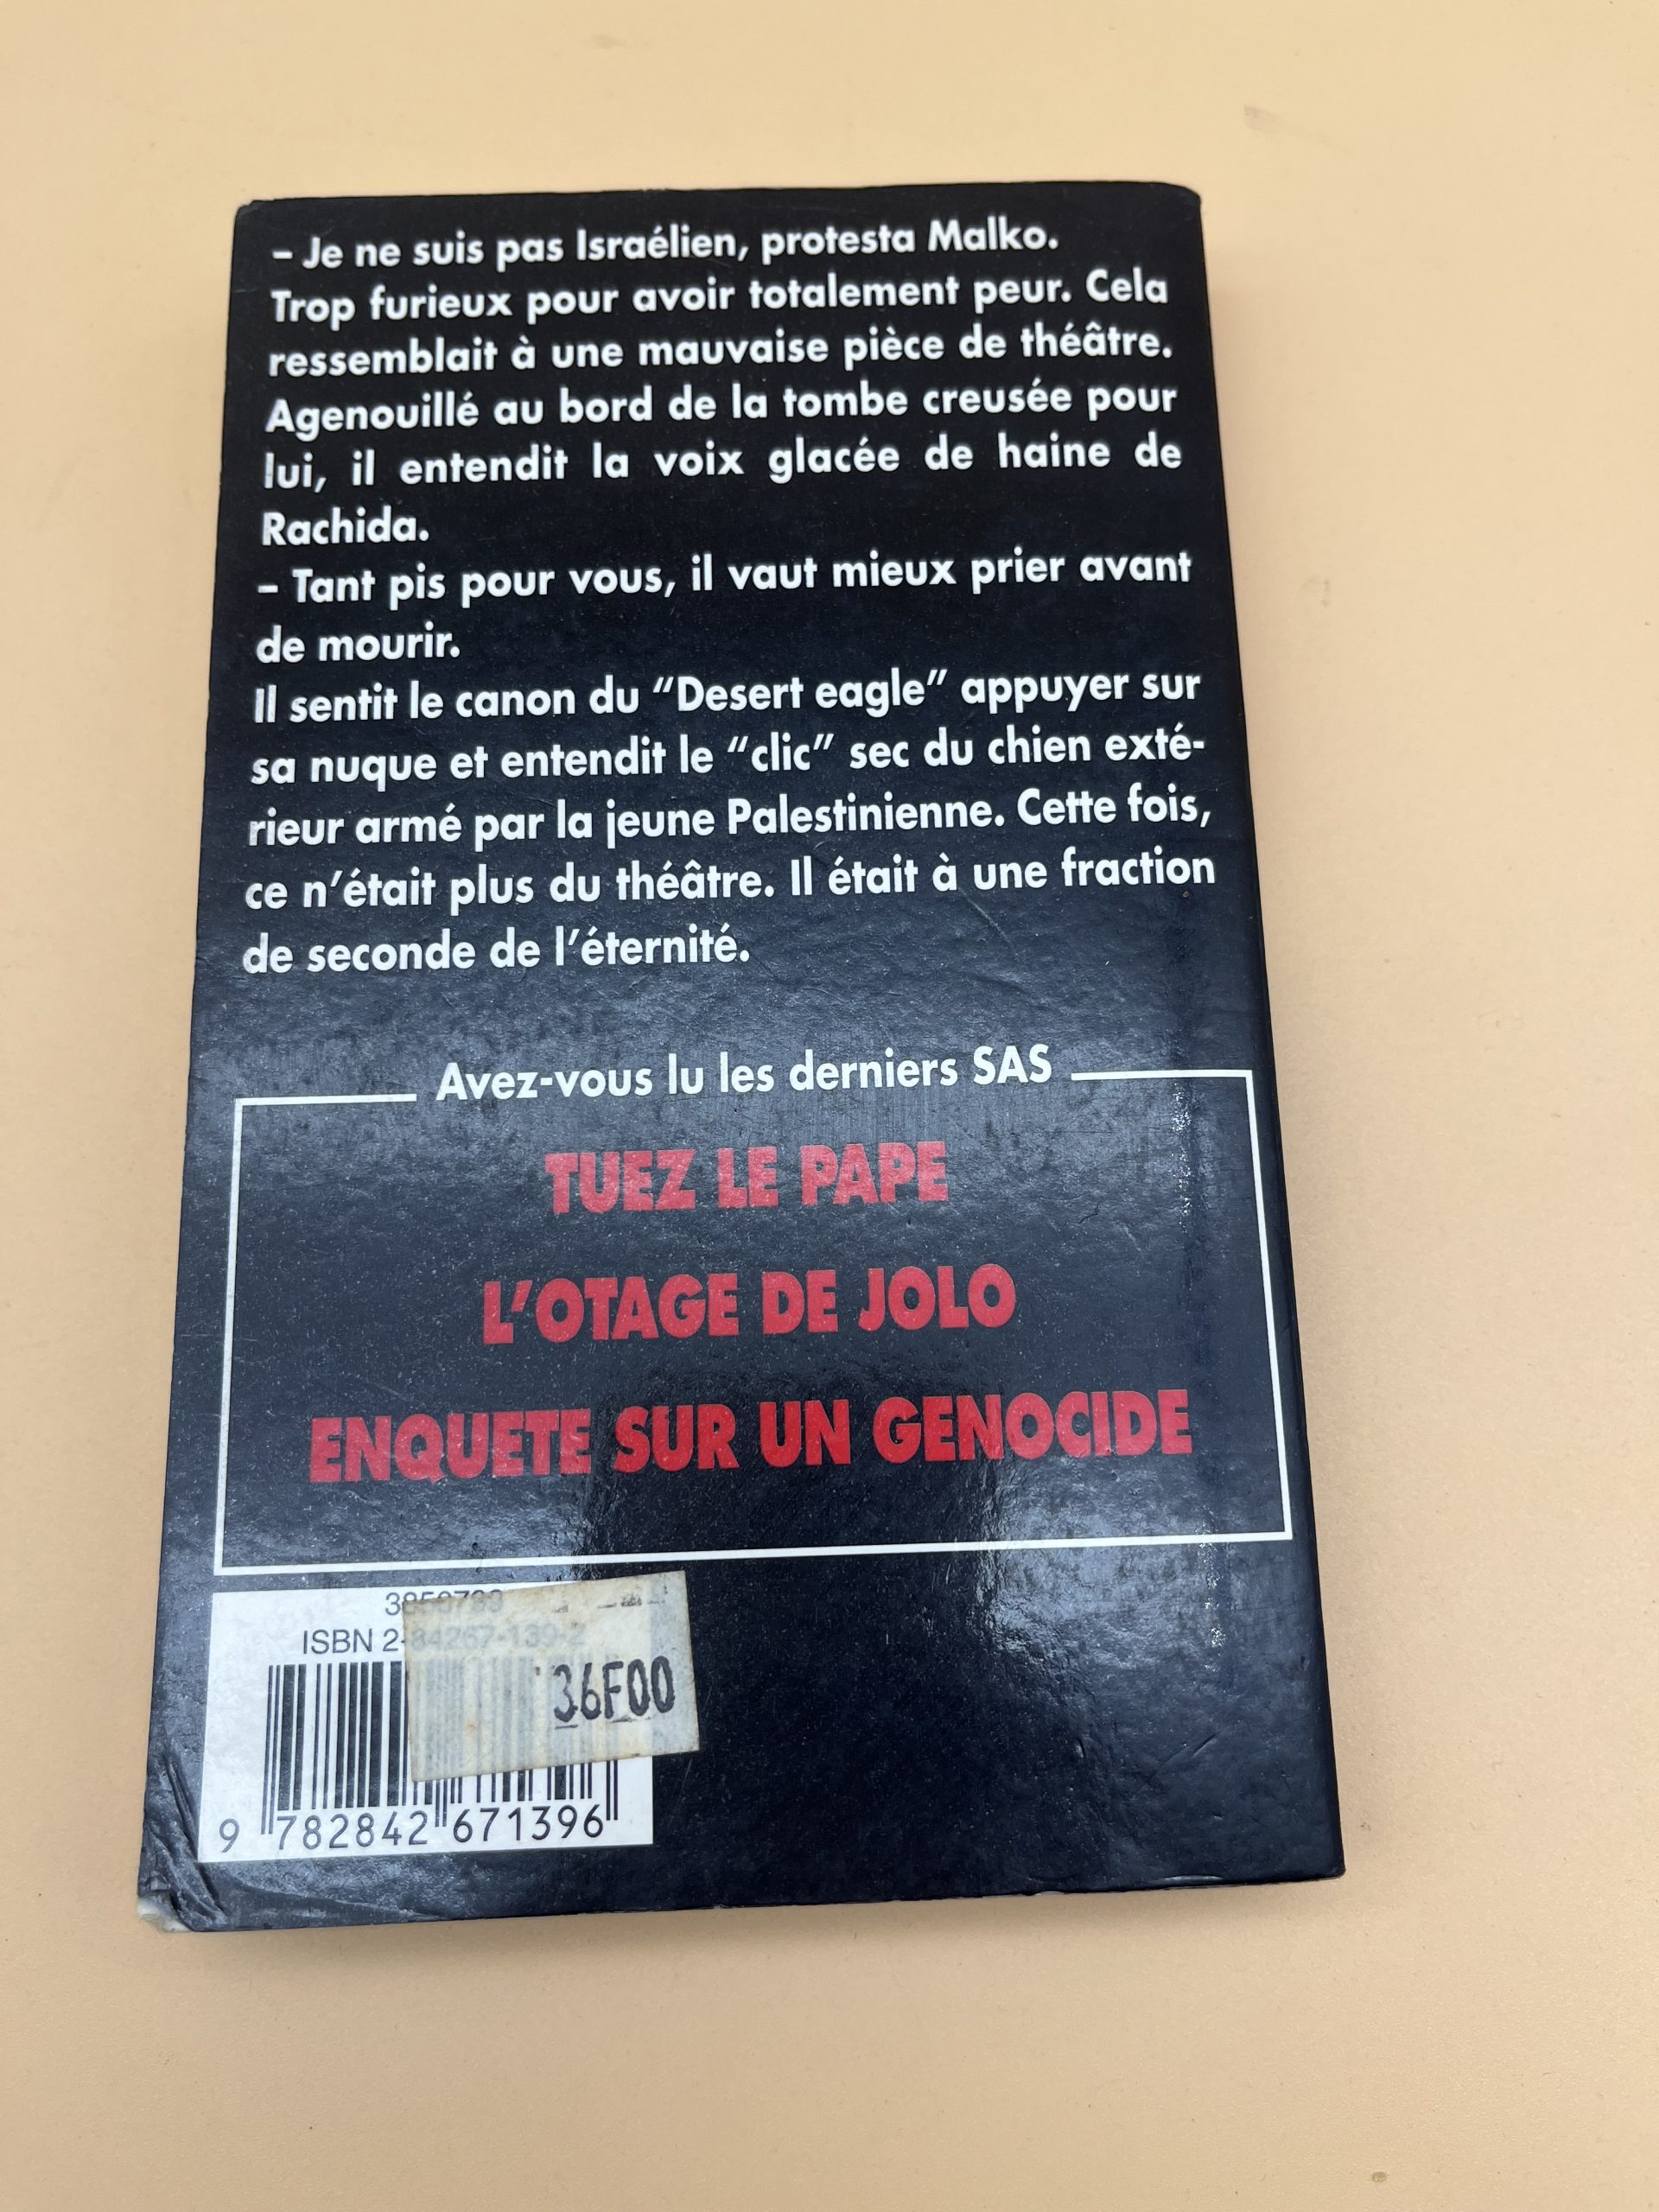 – Je ne suis pas Israélien, protesta Malko.
Trop furieux pour avoir totalement peur. Cela
ressemblait à une mauvaise pièce de théâtre.
Agenouillé au bord de la tombe creusée pour
lui, il entendit la voix glacée de haine de
Rachida.
– Tant pis pour vous, il vaut mieux prier avant
de mourir.
Il sentit le canon du “Desert eagle” appuyer sur
sa nuque et entendit le “clic” sec du chien exté-
rieur armé par la jeune Palestinienne. Cette fois,
ce n’était plus du théâtre. Il était à une fraction
de seconde de l’éternité.
Avez-vous lu les derniers SAS
TUEZ LE PAPE
L’OTAGE DE JOLO
ENQUETE SUR UN GENOCIDE
ISBN 2-84267-139-2
36F00
9 782842 671396